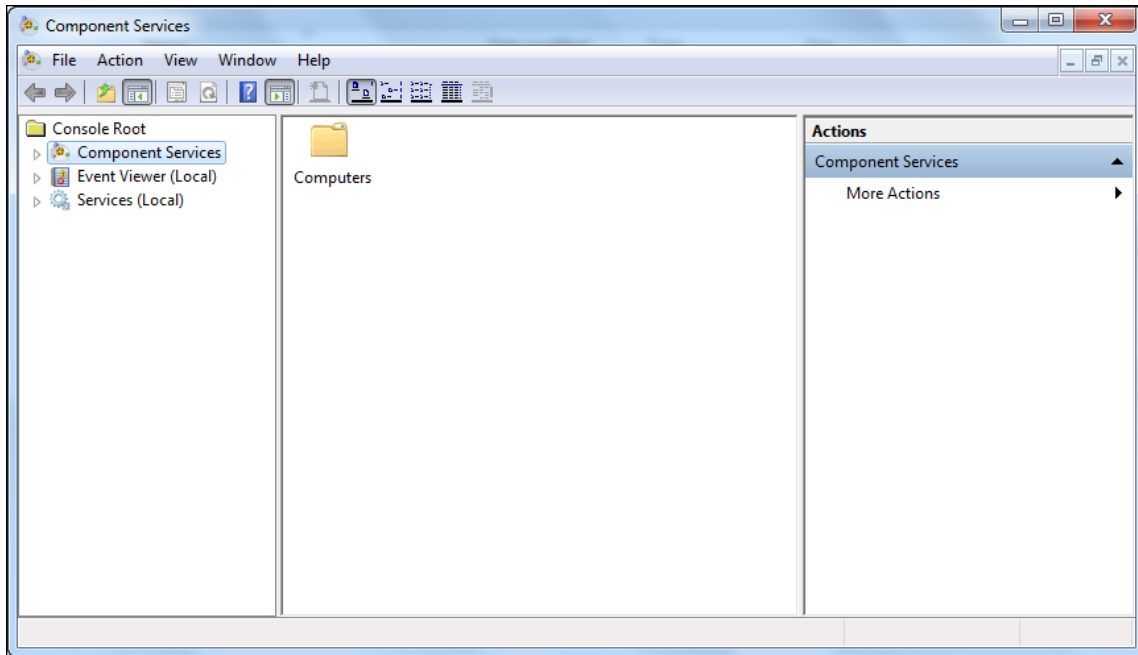 Component Services
File Action View Window Help
Console Root
Component Services
Event Viewer (Local)
Services (Local)
Computers
Actions
Component Services
More Actions